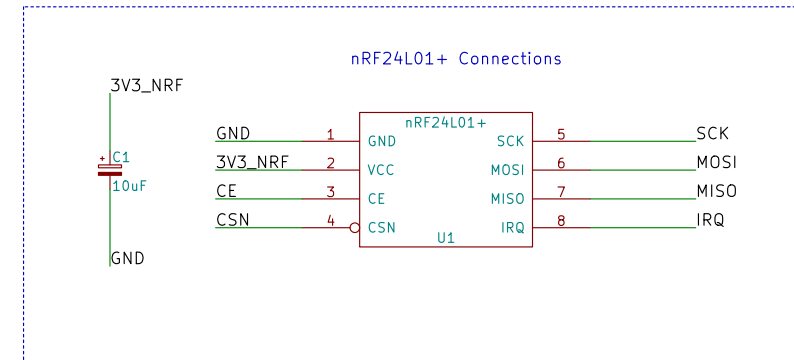 nRF24L01+ Connections
3V3_NRF
C1
10uF
GND
nRF24L01+
GND 1 GND SCK 5 SCK
3V3_NRF 2 VCC MOSI 6 MOSI
CE 3 CE MISO 7 MISO
CSN 4 CSN IRQ 8 IRQ
U1